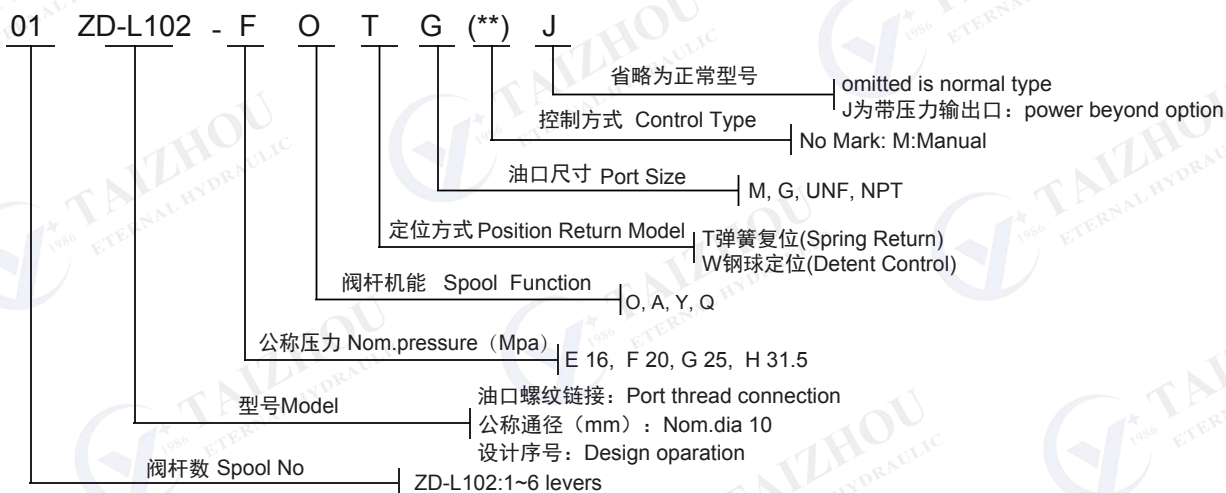 01 ZD-L102 - F O T G (**) J
省略为正常型号
omitted is normal type
J为带压力输出口：power beyond option
控制方式 Control Type
No Mark: M:Manual
油口尺寸 Port Size
M, G, UNF, NPT
定位方式 Position Return Model
T弹簧复位(Spring Return)
W钢球定位(Detent Control)
阀杆机能 Spool Function
O, A, Y, Q
公称压力 Nom.pressure（Mpa）
E 16, F 20, G 25, H 31.5
型号Model
油口螺纹链接：Port thread connection
公称通径（mm）：Nom.dia 10
设计序号：Design oparation
阀杆数 Spool No
ZD-L102:1~6 levers
1986 TAIZHOU
ETERNAL HYDRAULIC